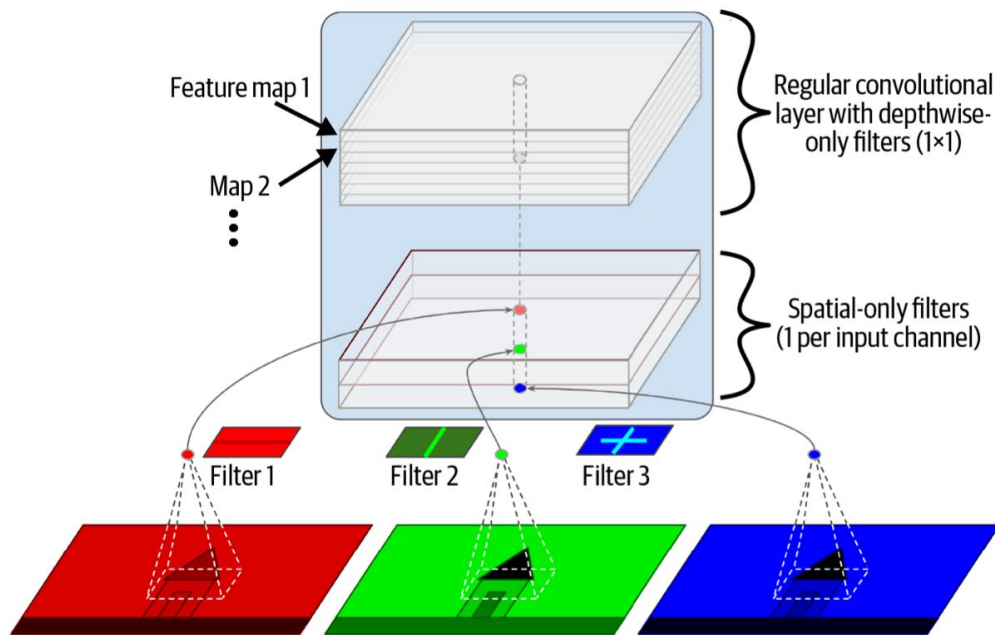 Feature map 1
Map 2
Regular convolutional
layer with depthwise-
only filters (1×1)
Spatial-only filters
(1 per input channel)
Filter 1
Filter 2
Filter 3